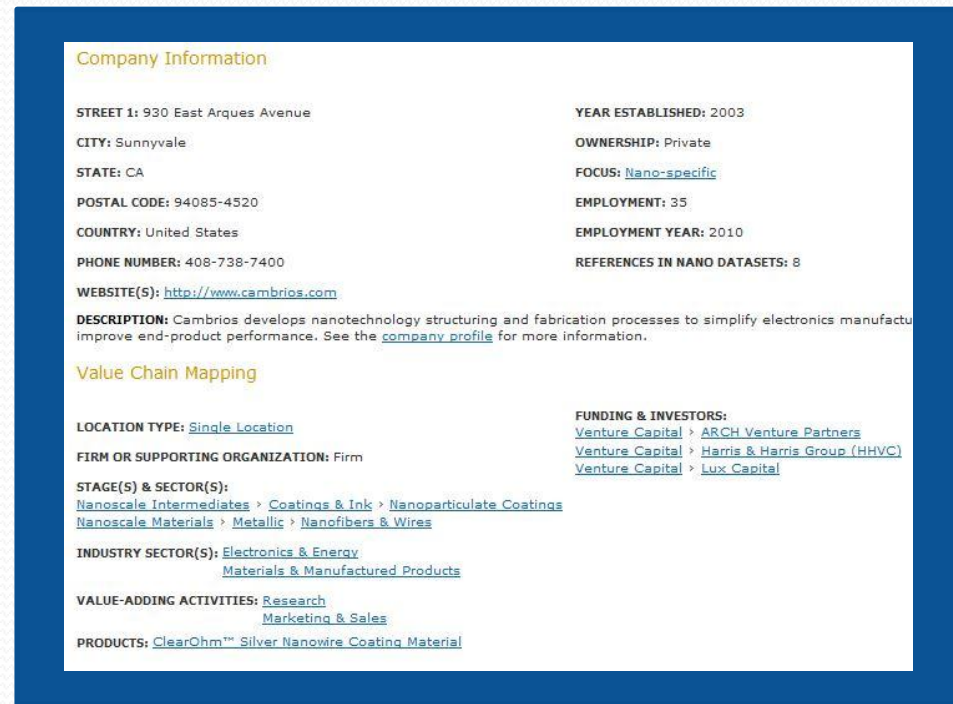 Company Information
STREET 1: 930 East Arques Avenue
YEAR ESTABLISHED: 2003
CITY: Sunnyvale
OWNERSHIP: Private
STATE: CA
FOCUS: Nano-specific
POSTAL CODE: 94085-4520
EMPLOYMENT: 35
COUNTRY: United States
EMPLOYMENT YEAR: 2010
PHONE NUMBER: 408-738-7400
REFERENCES IN NANO DATASETS: 8
WEBSITE(S): http://www.cambrios.com
DESCRIPTION: Cambrios develops nanotechnology structuring and fabrication processes to simplify electronics manufactu
improve end-product performance. See the company profile for more information.
Value Chain Mapping
LOCATION TYPE: Single Location
FIRM OR SUPPORTING ORGANIZATION: Firm
STAGE(S) & SECTOR(S):
Nanoscale Intermediates > Coatings & Ink > Nanoparticulate Coatings
Nanoscale Materials > Metallic > Nanofibers & Wires
FUNDING & INVESTORS:
Venture Capital > ARCH Venture Partners
Venture Capital > Harris & Harris Group (HHVC)
Venture Capital > Lux Capital
INDUSTRY SECTOR(S): Electronics & Energy
Materials & Manufactured Products
VALUE-ADDING ACTIVITIES: Research
Marketing & Sales
PRODUCTS: ClearOhm™ Silver Nanowire Coating Material